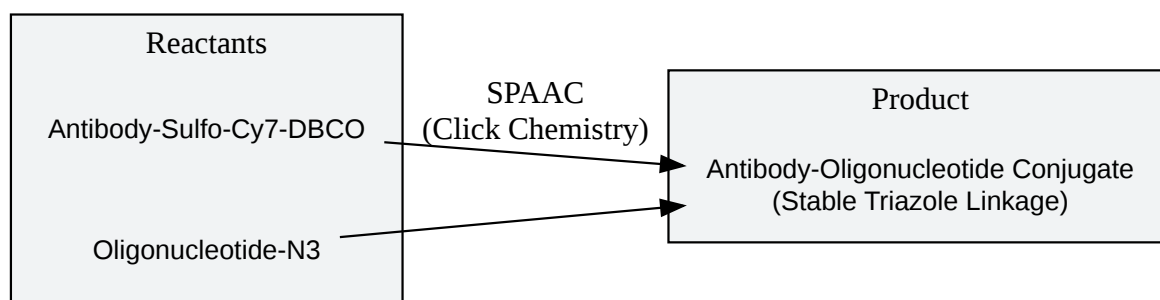 Reactants
Antibody-Sulfo-Cy7-DBCO
Oligonucleotide-N3
SPAAC
(Click Chemistry)
Product
Antibody-Oligonucleotide Conjugate
(Stable Triazole Linkage)